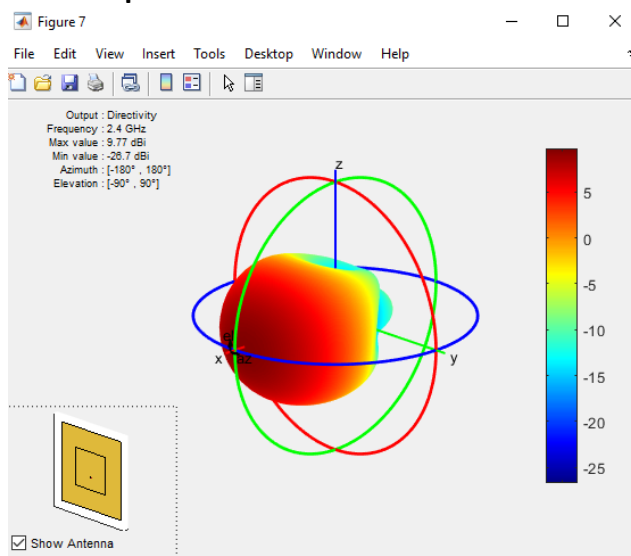 Figure 7
File Edit View Insert Tools Desktop Window Help
Output : Directivity
Frequency : 2.4 GHz
Max value : 9.77 dBi
Min value : -26.7 dBi
Azimuth : [-180° , 180°]
Elevation : [-90° , 90°]
z
x
az
y
5
0
-5
-10
-15
-20
-25
Show Antenna